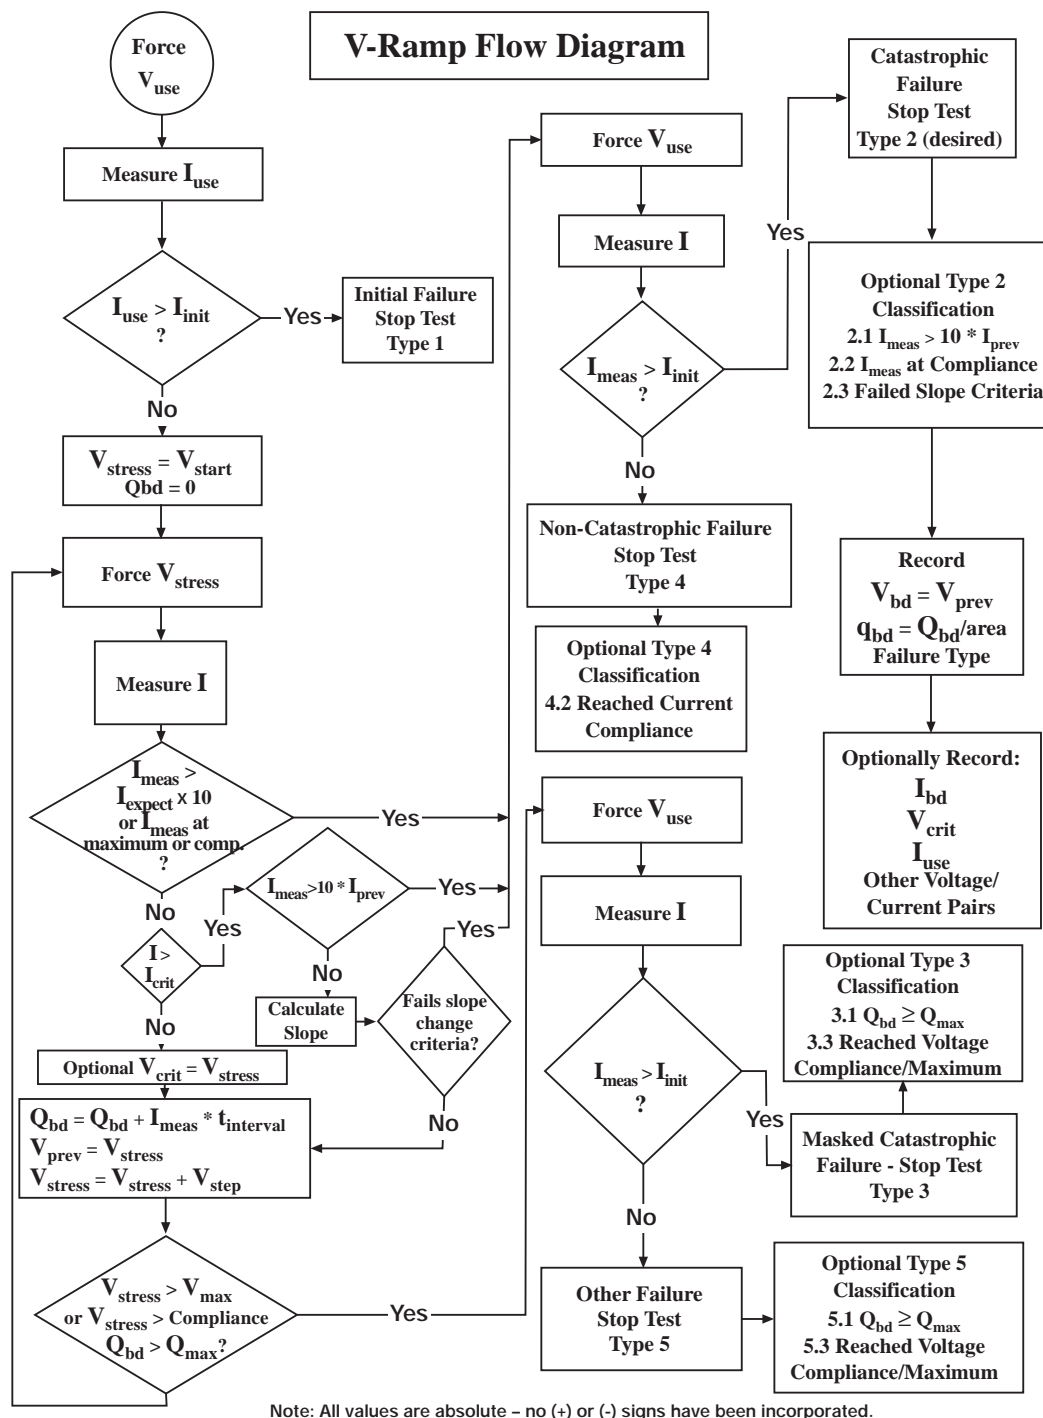 V-Ramp Flow Diagram
Force
V_use
Measure I_use
I_use > I_init
?
Yes
Initial Failure
Stop Test
Type 1
No
V_stress = V_start
Qbd = 0
Force V_stress
Measure I
I_meas >
I_expect x 10
or I_meas at
maximum or comp.
?
Yes
No
I >
I_crit
Yes
I_meas>10 * I_prev
Yes
No
Calculate
Slope
Fails slope
change
criteria?
Yes
No
No
Optional V_crit = V_stress
Q_bd = Q_bd + I_meas * t_interval
V_prev = V_stress
V_stress = V_stress + V_step
V_stress > V_max
or V_stress > Compliance
Q_bd > Q_max?
Yes
Force V_use
Measure I
I_meas > I_init
?
Yes
No
Non-Catastrophic Failure
Stop Test
Type 4
Optional Type 4
Classification
4.2 Reached Current
Compliance
Catastrophic
Failure
Stop Test
Type 2 (desired)
Optional Type 2
Classification
2.1 I_meas > 10 * I_prev
2.2 I_meas at Compliance
2.3 Failed Slope Criteria
Record
V_bd = V_prev
q_bd = Q_bd/area
Failure Type
Optionally Record:
I_bd
V_crit
I_use
Other Voltage/
Current Pairs
Force V_use
Measure I
I_meas > I_init
?
Yes
No
Masked Catastrophic
Failure - Stop Test
Type 3
Optional Type 3
Classification
3.1 Q_bd ≥ Q_max
3.3 Reached Voltage
Compliance/Maximum
Other Failure
Stop Test
Type 5
Optional Type 5
Classification
5.1 Q_bd ≥ Q_max
5.3 Reached Voltage
Compliance/Maximum
Note: All values are absolute – no (+) or (-) signs have been incorporated.